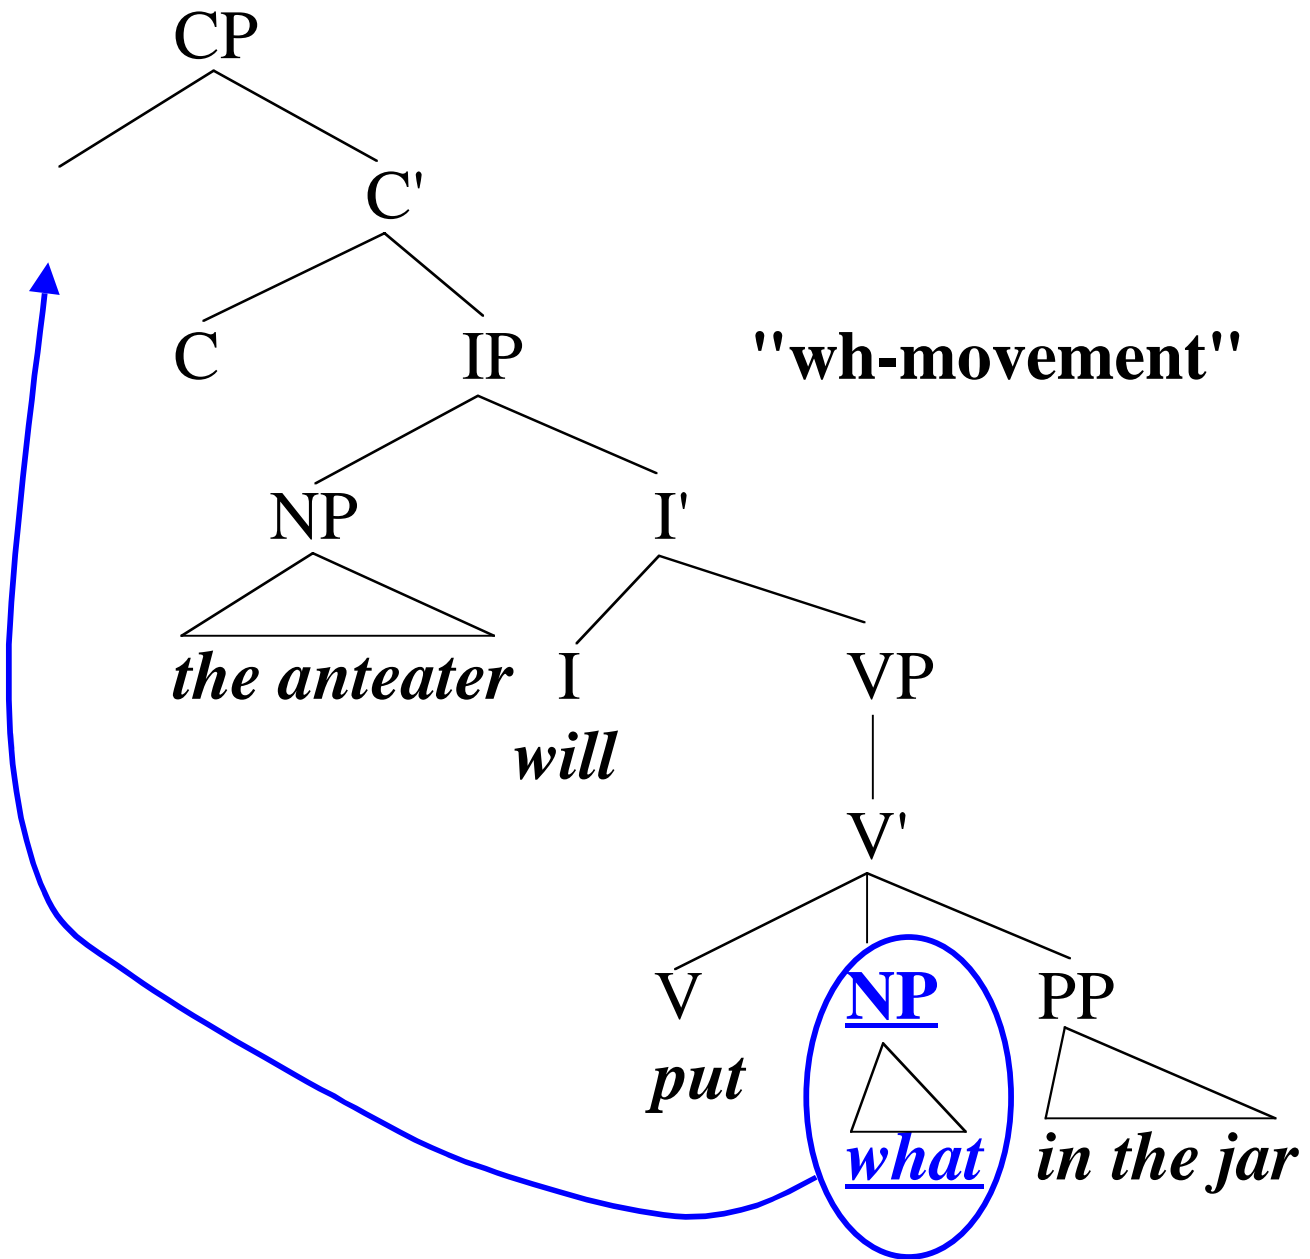 CP
C'
C IP "wh-movement"
NP I'
the anteater I VP
will
V'
V NP PP
put
what in the jar